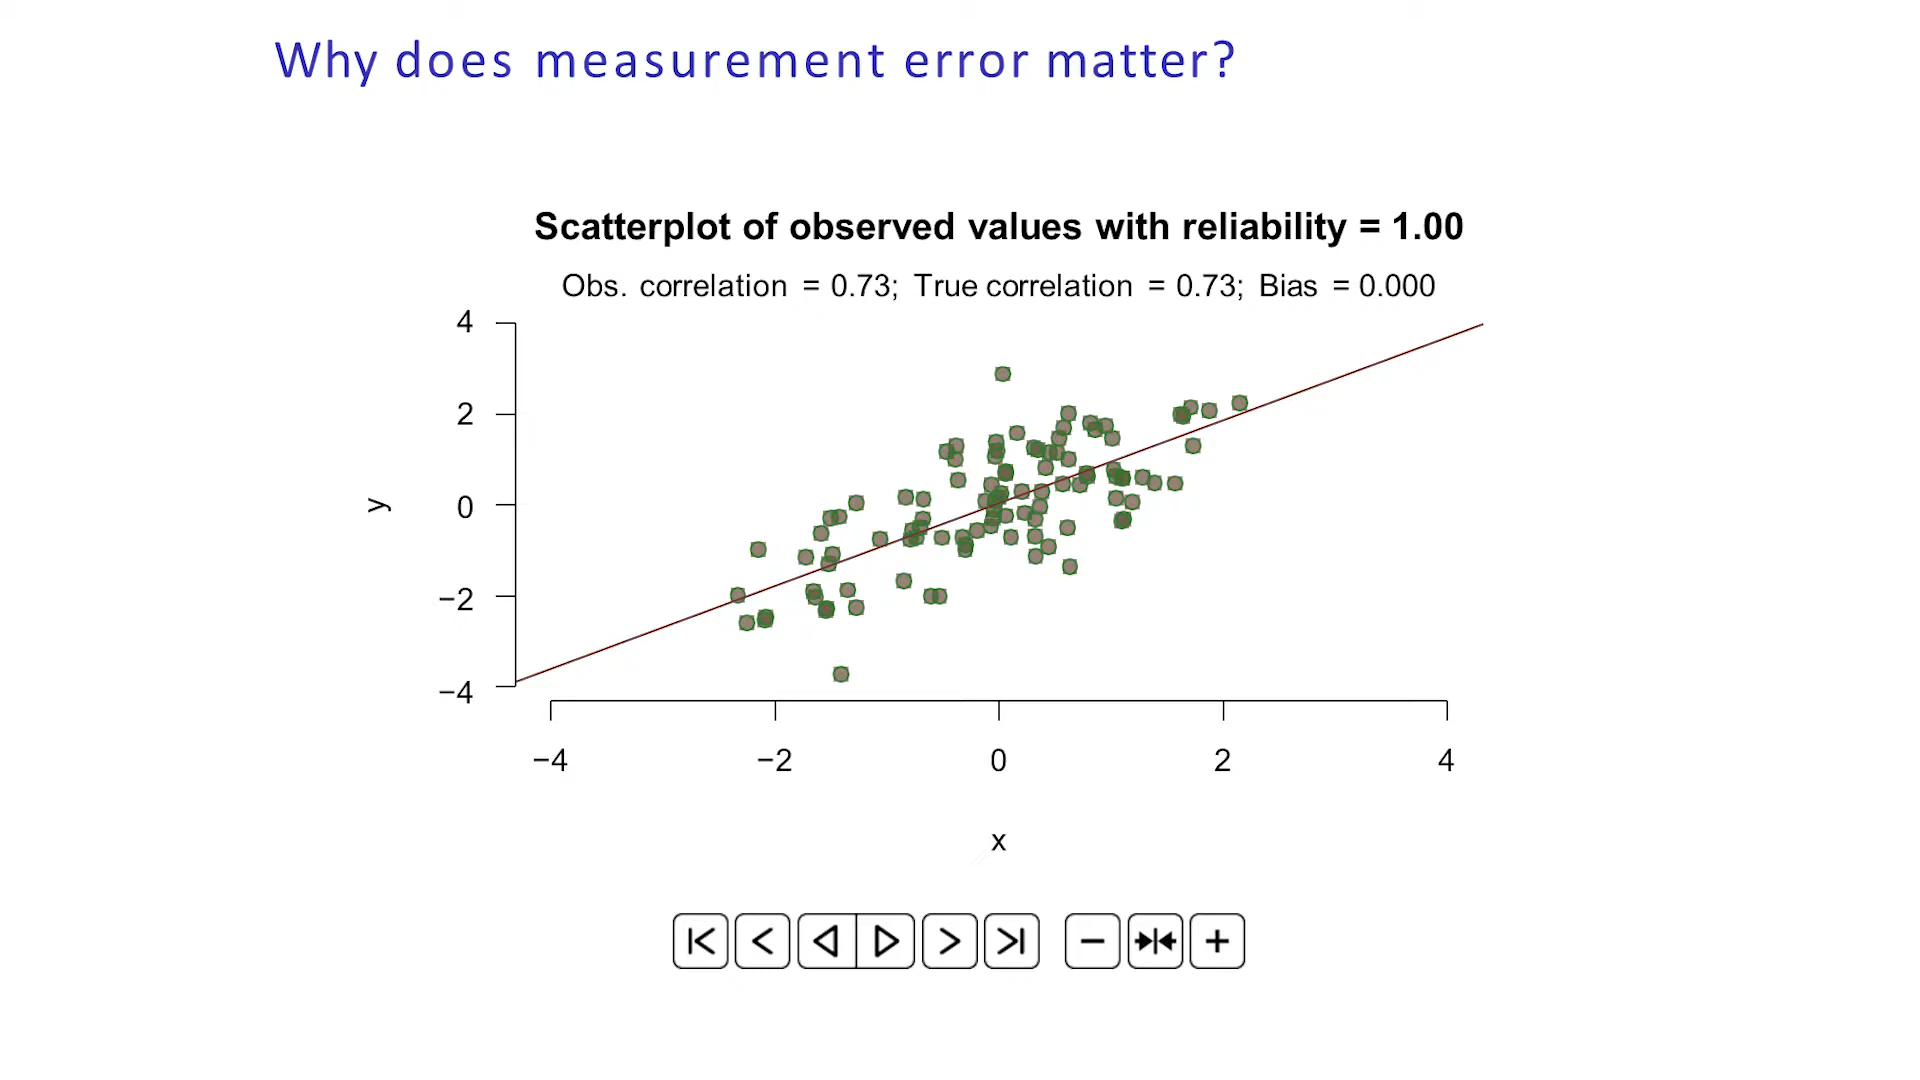 Why does measurement error matter?
Scatterplot of observed values with reliability = 1.00
Obs. correlation = 0.73; True correlation = 0.73; Bias = 0.000
4
2
0
−2
−4
y
−4 −2 0 2 4
x